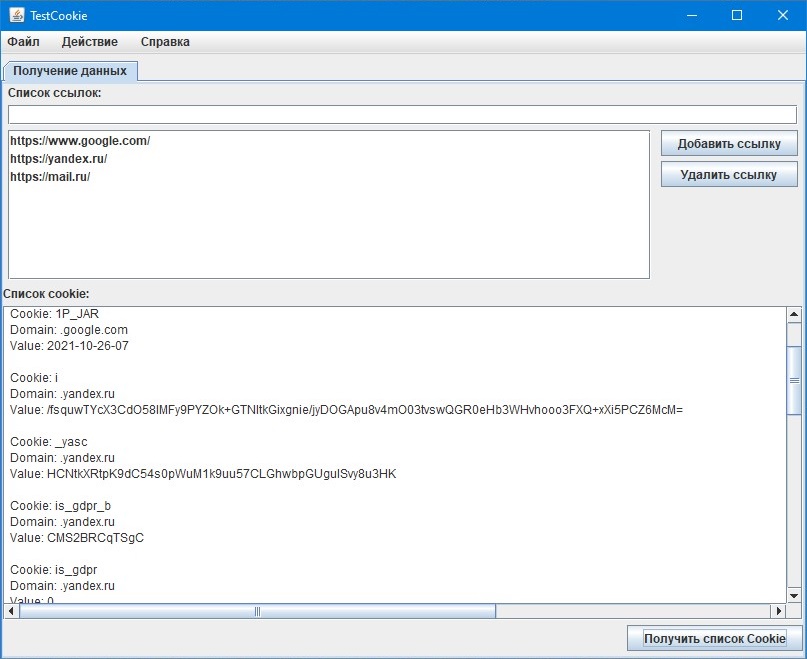 TestCookie
Файл Действие Справка
Получение данных
Список ссылок:
https://www.google.com/
https://yandex.ru/
https://mail.ru/
Добавить ссылку
Удалить ссылку
Список cookie:
Cookie: 1P_JAR
Domain: .google.com
Value: 2021-10-26-07
Cookie: i
Domain: .yandex.ru
Value: /fsquwTYcX3CdO58IMFy9PYZOk+GTNItkGixgnie/jyDOGApu8v4mO03tvswQGR0eHb3WHvhooo3FXQ+xXi5PCZ6McM=
Cookie: _yasc
Domain: .yandex.ru
Value: HCNtkXRtpK9dC54s0pWuM1k9uu57CLGhwbpGUgulSvy8u3HK
Cookie: is_gdpr_b
Domain: .yandex.ru
Value: CMS2BRCqTSgC
Cookie: is_gdpr
Domain: .yandex.ru
Value: 0
Получить список Cookie